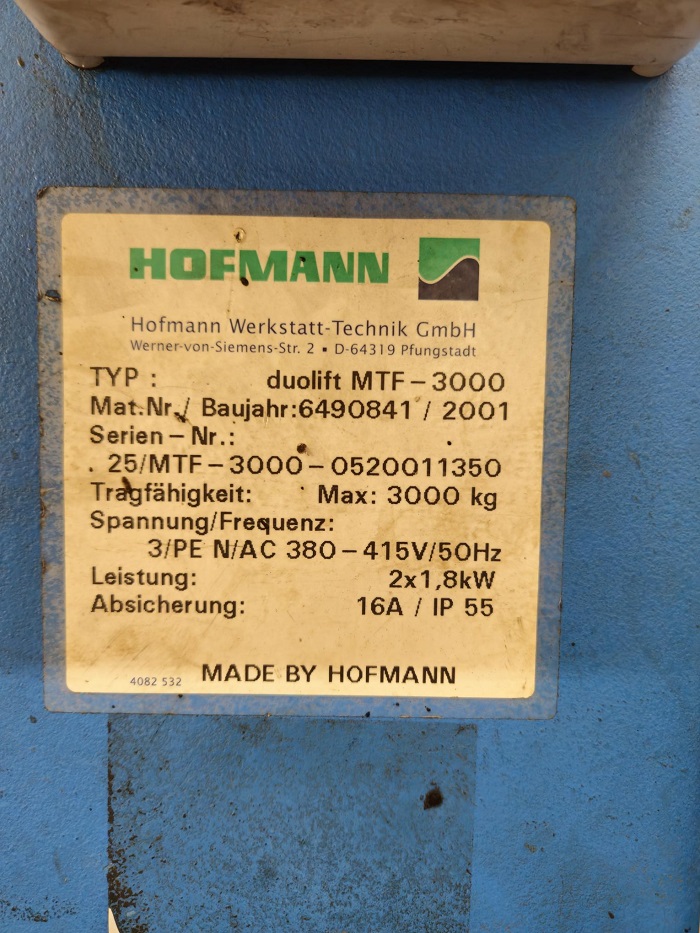 HOFMANN
Hofmann Werkstatt-Technik GmbH
Werner-von-Siemens-Str. 2 ▪ D-64319 Pfungstadt
TYP : duolift MTF-3000
Mat.Nr./ Baujahr:6490841 / 2001
Serien-Nr.:
25/MTF-3000-0520011350
Tragfähigkeit: Max: 3000 kg
Spannung/Frequenz:
3/PE N/AC 380-415V/50Hz
Leistung: 2x1,8kW
Absicherung: 16A / IP 55
4082 532 MADE BY HOFMANN